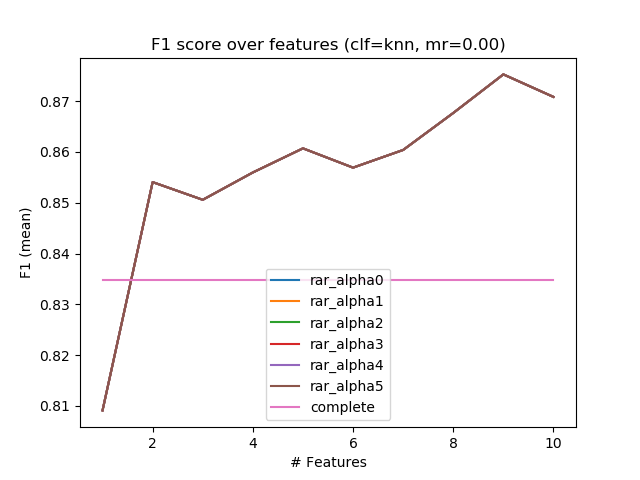 F1 score over features (clf=knn, mr=0.00)
F1 (mean)
0.87
0.86
0.85
0.84
0.83
0.82
0.81
rar_alpha0
rar_alpha1
rar_alpha2
rar_alpha3
rar_alpha4
rar_alpha5
complete
2 4 6 8 10
# Features